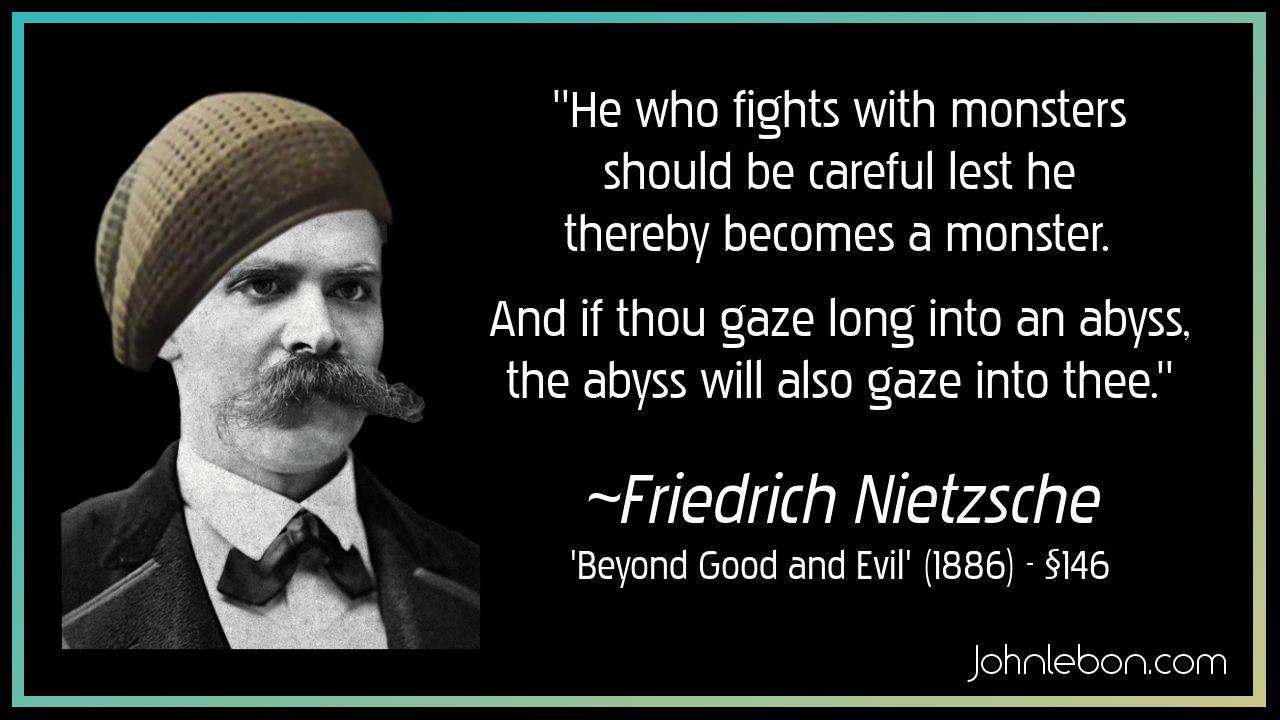 "He who fights with monsters
should be careful lest he
thereby becomes a monster.
And if thou gaze long into an abyss,
the abyss will also gaze into thee."
~Friedrich Nietzsche
'Beyond Good and Evil' (1886) - §146
Johnlebon.com